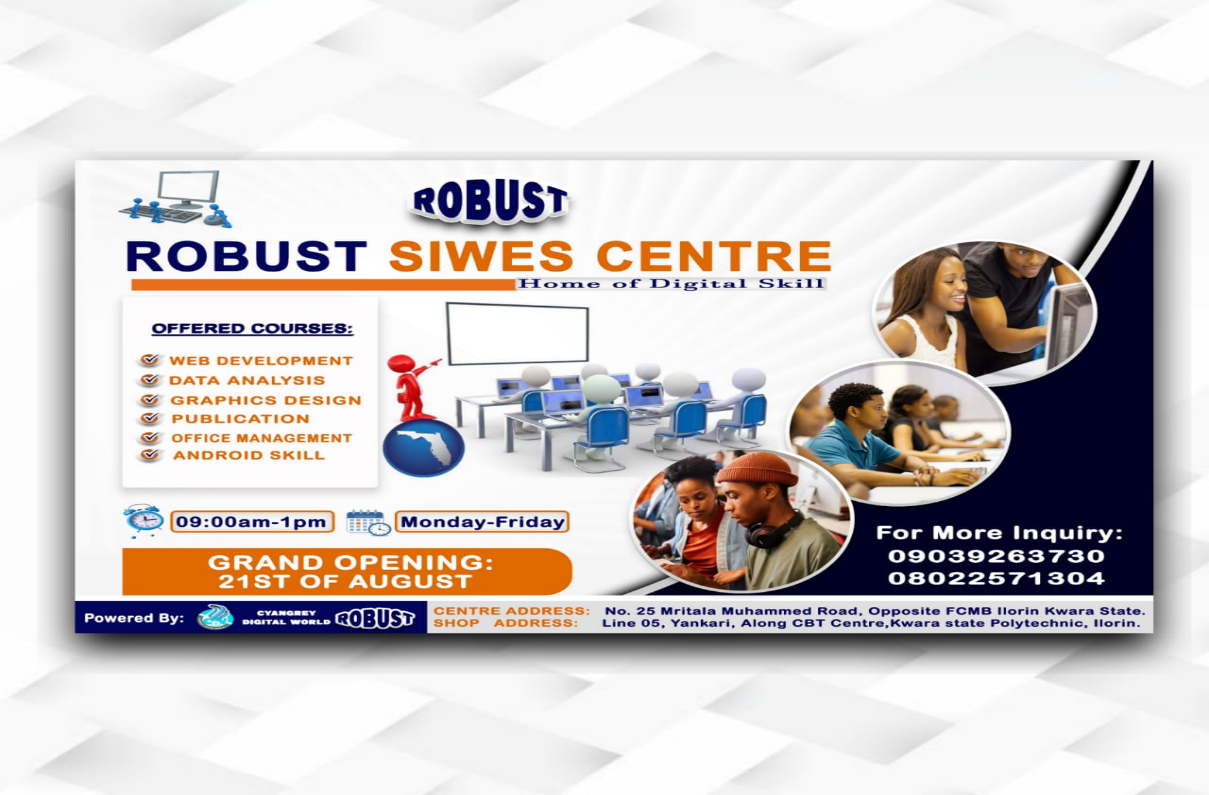 ROBUST
ROBUST SIWES CENTRE
Home of Digital Skill
OFFERED COURSES:
WEB DEVELOPMENT
DATA ANALYSIS
GRAPHICS DESIGN
PUBLICATION
OFFICE MANAGEMENT
ANDROID SKILL
09:00am-1pm
Monday-Friday
GRAND OPENING:
21ST OF AUGUST
For More Inquiry:
09039263730
08022571304
Powered By:
CYANGREY
DIGITAL WORLD
ROBUST
CENTRE ADDRESS: No. 25 Mritala Muhammed Road, Opposite FCMB Ilorin Kwara State.
SHOP ADDRESS: Line 05, Yankari, Along CBT Centre,Kwara state Polytechnic, Ilorin.